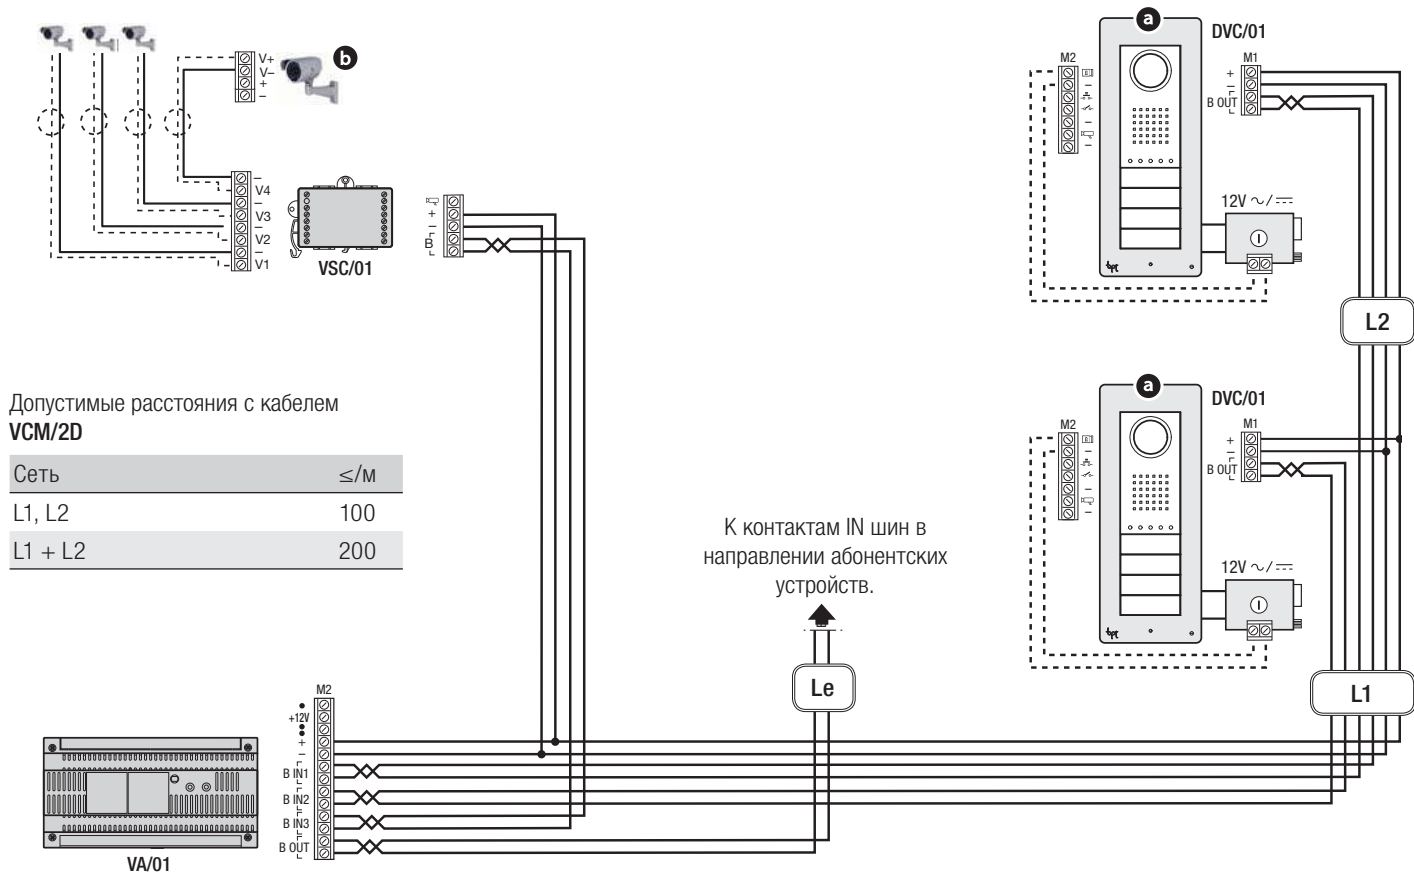 b
V+
V–
+
–
–
V4
–
V3
–
V2
–
V1
VSC/01
+
–
B
a
DVC/01
M2
–
–
–
M1
+
–
B OUT
12V ~/⎓
bpt
L2
Допустимые расстояния с кабелем
VCM/2D
Сеть ≤/м
L1, L2 100
L1 + L2 200
a
DVC/01
M2
–
–
–
M1
+
–
B OUT
12V ~/⎓
bpt
К контактам IN шин в
направлении абонентских
устройств.
Le
L1
M2
+12V
+
–
B IN1
B IN2
B IN3
B OUT
VA/01